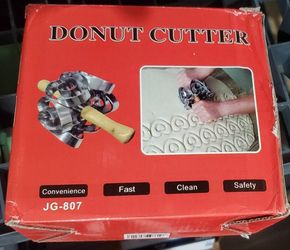 DONUT CUTTER
Convenience Fast Clean Safety
JG-807